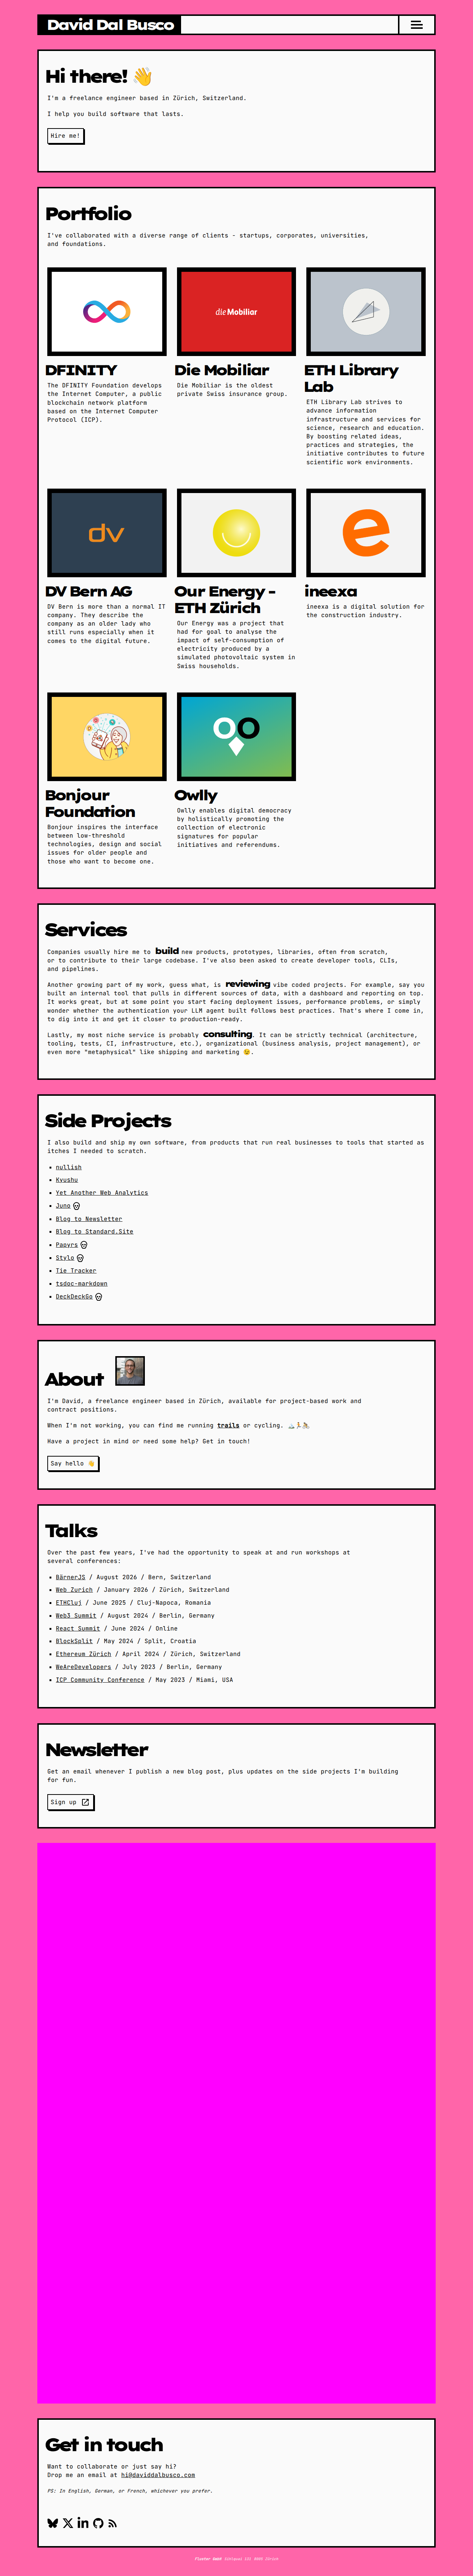 David Dal Busco
Hi there! 👋
I'm a freelance engineer based in Zürich, Switzerland.
I help you build software that lasts.
Hire me!
Portfolio
I've collaborated with a diverse range of clients - startups, corporates, universities,
and foundations.
die Mobiliar
DFINITY
The DFINITY Foundation develops
the Internet Computer, a public
blockchain network platform
based on the Internet Computer
Protocol (ICP).
Die Mobiliar
Die Mobiliar is the oldest
private Swiss insurance group.
ETH Library
Lab
ETH Library Lab strives to
advance information
infrastructure and services for
science, research and education.
By boosting related ideas,
practices and strategies, the
initiative contributes to future
scientific work environments.
dv
e
DV Bern AG
DV Bern is more than a normal IT
company. They describe the
company as an older lady who
still runs especially when it
comes to the digital future.
Our Energy -
ETH Zürich
Our Energy was a project that
had for goal to analyse the
impact of self-consumption of
electricity produced by a
simulated photovoltaic system in
Swiss households.
ineexa
ineexa is a digital solution for
the construction industry.
Bonjour
Foundation
Bonjour inspires the interface
between low-threshold
technologies, design and social
issues for older people and
those who want to become one.
Owlly
Owlly enables digital democracy
by holistically promoting the
collection of electronic
signatures for popular
initiatives and referendums.
Services
Companies usually hire me to build new products, prototypes, libraries, often from scratch,
or to contribute to their large codebase. I've also been asked to create developer tools, CLIs,
and pipelines.
Another growing part of my work, guess what, is reviewing vibe coded projects. For example, say you
built an internal tool that pulls in different sources of data, with a dashboard and reporting on top.
It works great, but at some point you start facing deployment issues, performance problems, or simply
wonder whether the authentication your LLM agent built follows best practices. That's where I come in,
to dig into it and get it closer to production-ready.
Lastly, my most niche service is probably consulting. It can be strictly technical (architecture,
tooling, tests, CI, infrastructure, etc.), organizational (business analysis, project management), or
even more "metaphysical" like shipping and marketing 😉.
Side Projects
I also build and ship my own software, from products that run real businesses to tools that started as
itches I needed to scratch.
nullish
Kyushu
Yet Another Web Analytics
Juno
Blog to Newsletter
Blog to Standard.Site
Papyrs
Stylo
Tie Tracker
tsdoc-markdown
DeckDeckGo
About
I'm David, a freelance engineer based in Zürich, available for project-based work and
contract positions.
When I'm not working, you can find me running trails or cycling.
Have a project in mind or need some help? Get in touch!
Say hello 👋
Talks
Over the past few years, I've had the opportunity to speak at and run workshops at
several conferences:
BärnerJS / August 2026 / Bern, Switzerland
Web Zurich / January 2026 / Zürich, Switzerland
ETHCluj / June 2025 / Cluj-Napoca, Romania
Web3 Summit / August 2024 / Berlin, Germany
React Summit / June 2024 / Online
BlockSplit / May 2024 / Split, Croatia
Ethereum Zürich / April 2024 / Zürich, Switzerland
WeAreDevelopers / July 2023 / Berlin, Germany
ICP Community Conference / May 2023 / Miami, USA
Newsletter
Get an email whenever I publish a new blog post, plus updates on the side projects I'm building
for fun.
Sign up
Get in touch
Want to collaborate or just say hi?
Drop me an email at hi@daviddalbusco.com
PS: In English, German, or French, whichever you prefer.